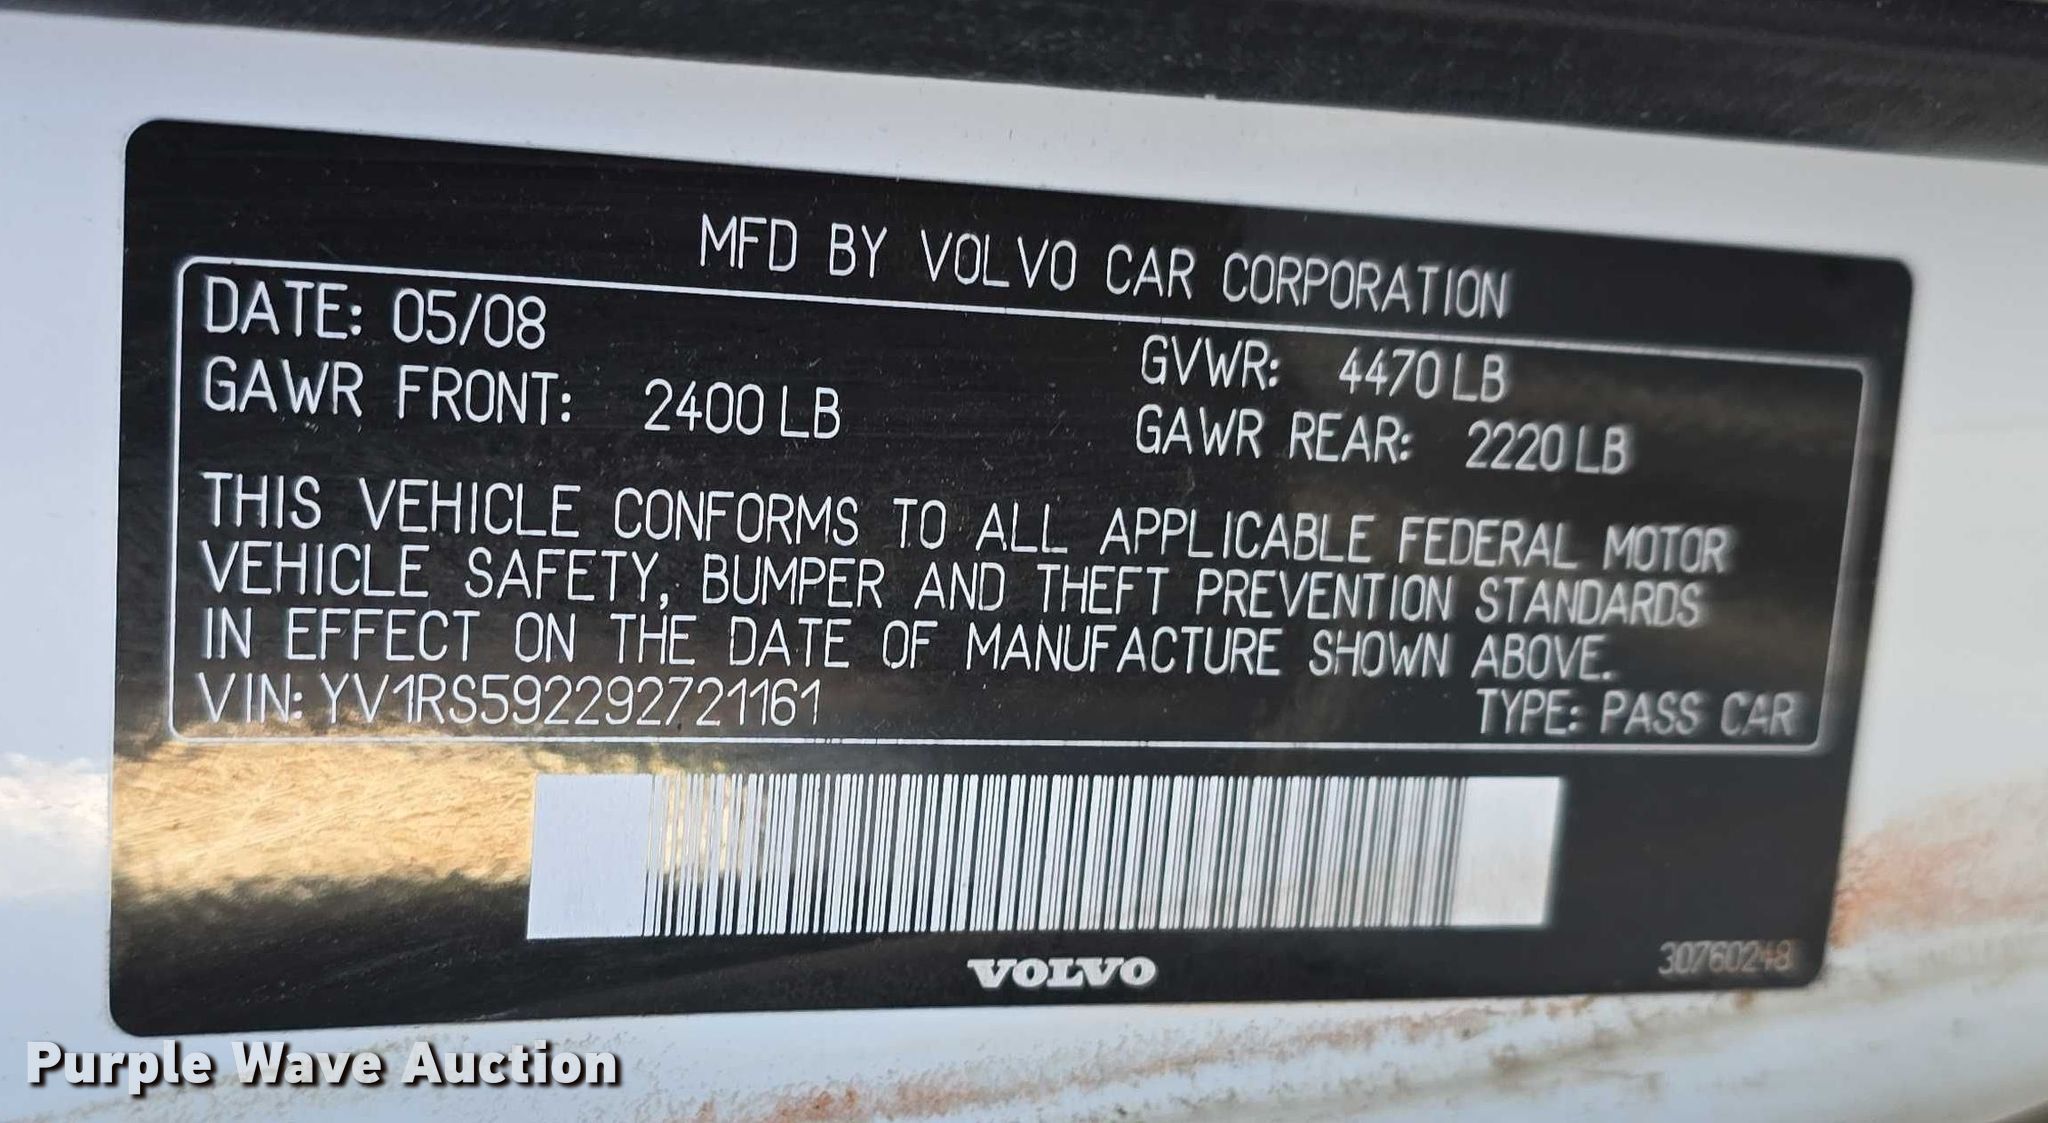 MFD BY VOLVO CAR CORPORATION
DATE: 05/08
GVWR: 4470 LB
GAWR FRONT: 2400 LB
GAWR REAR: 2220 LB
THIS VEHICLE CONFORMS TO ALL APPLICABLE FEDERAL MOTOR
VEHICLE SAFETY, BUMPER AND THEFT PREVENTION STANDARDS
IN EFFECT ON THE DATE OF MANUFACTURE SHOWN ABOVE.
VIN: YV1RS592292721161
TYPE: PASS CAR
VOLVO
30760248
Purple Wave Auction